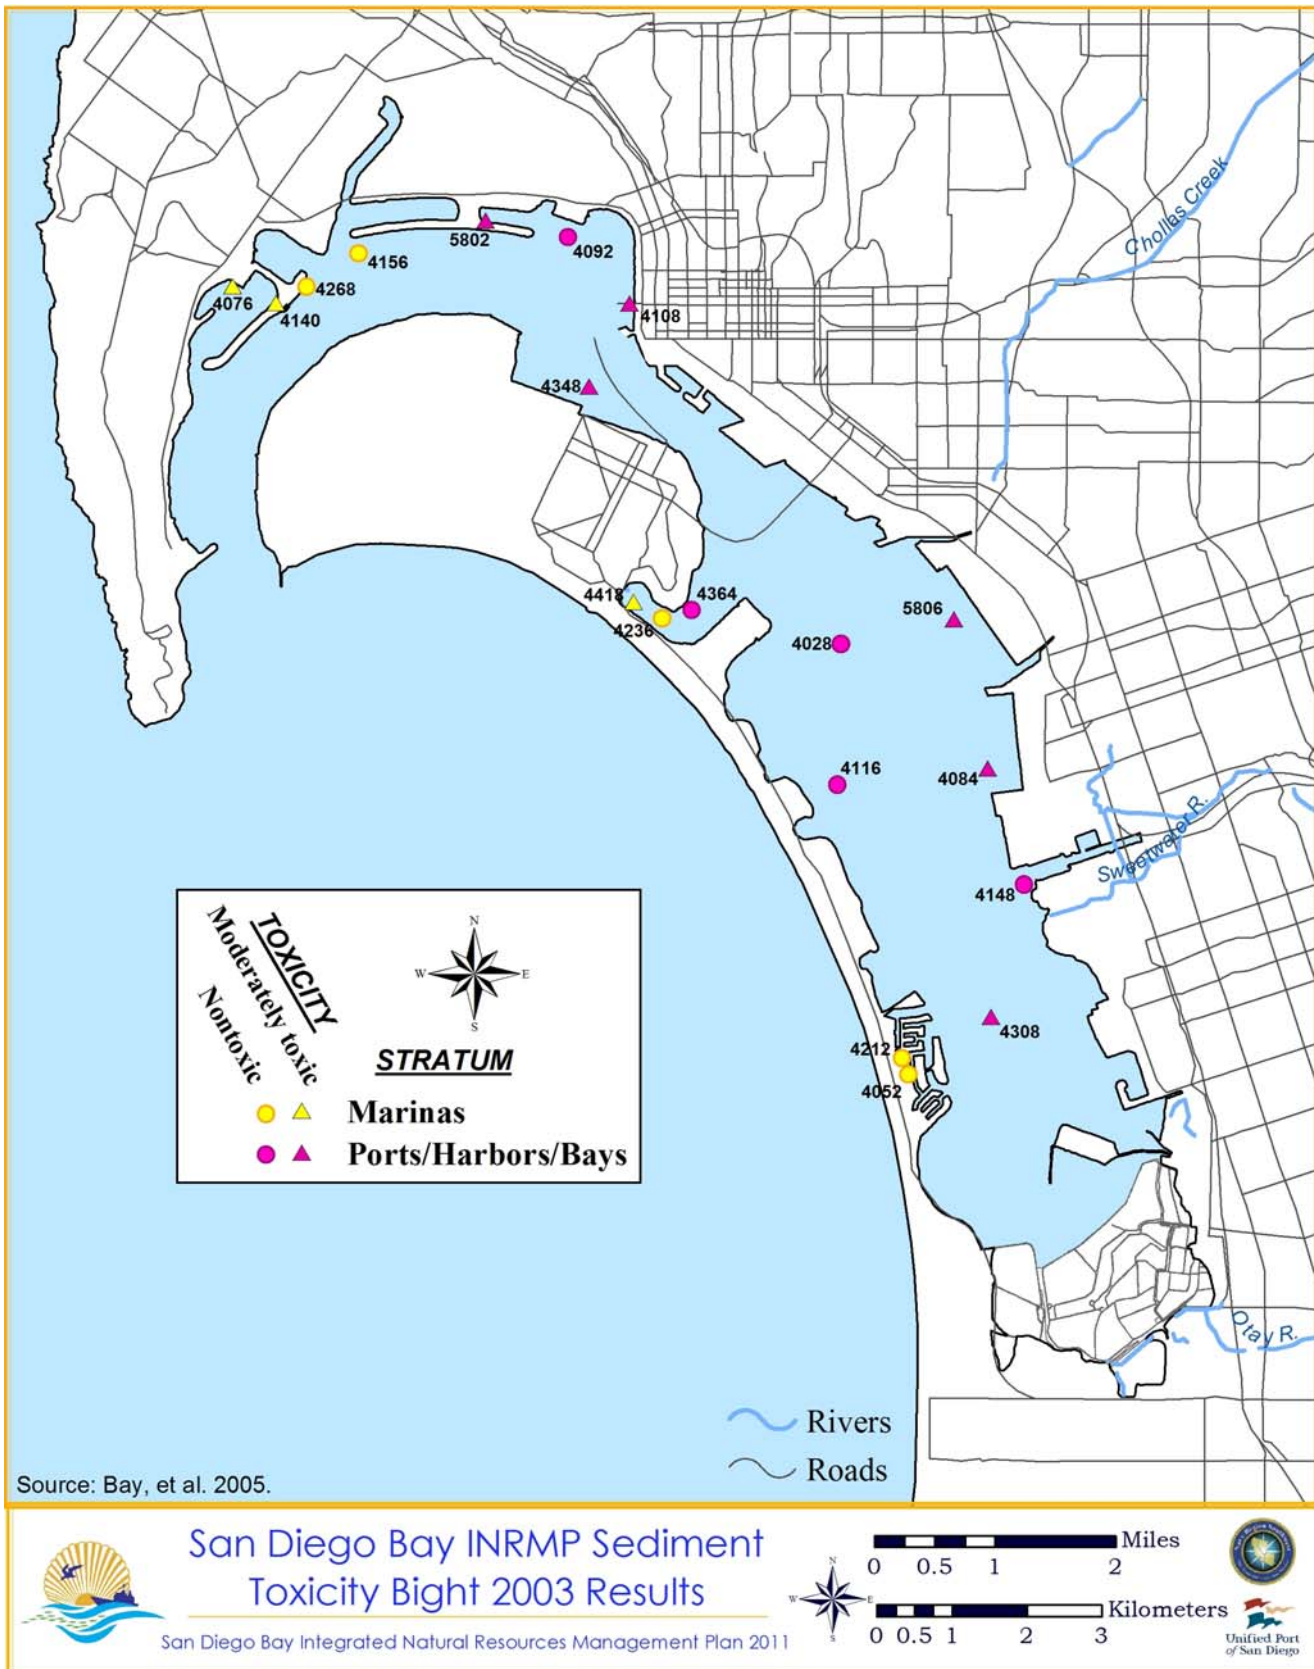 Chollas Creek
5802
4092
4156
4268
4076
4140
4108
4348
4418
4364
4236
5806
4028
4116
4084
Sweetwater R.
4148
4308
4212
4052
TOXICITY
Moderately toxic
Nontoxic
N
W E
S
STRATUM
Marinas
Ports/Harbors/Bays
Otay R.
Rivers
Roads
Source: Bay, et al. 2005.
San Diego Bay INRMP Sediment
Toxicity Bight 2003 Results
San Diego Bay Integrated Natural Resources Management Plan 2011
N
W E
S
Miles
0 0.5 1 2
Kilometers
0 0.5 1 2 3
Unified Port
of San Diego